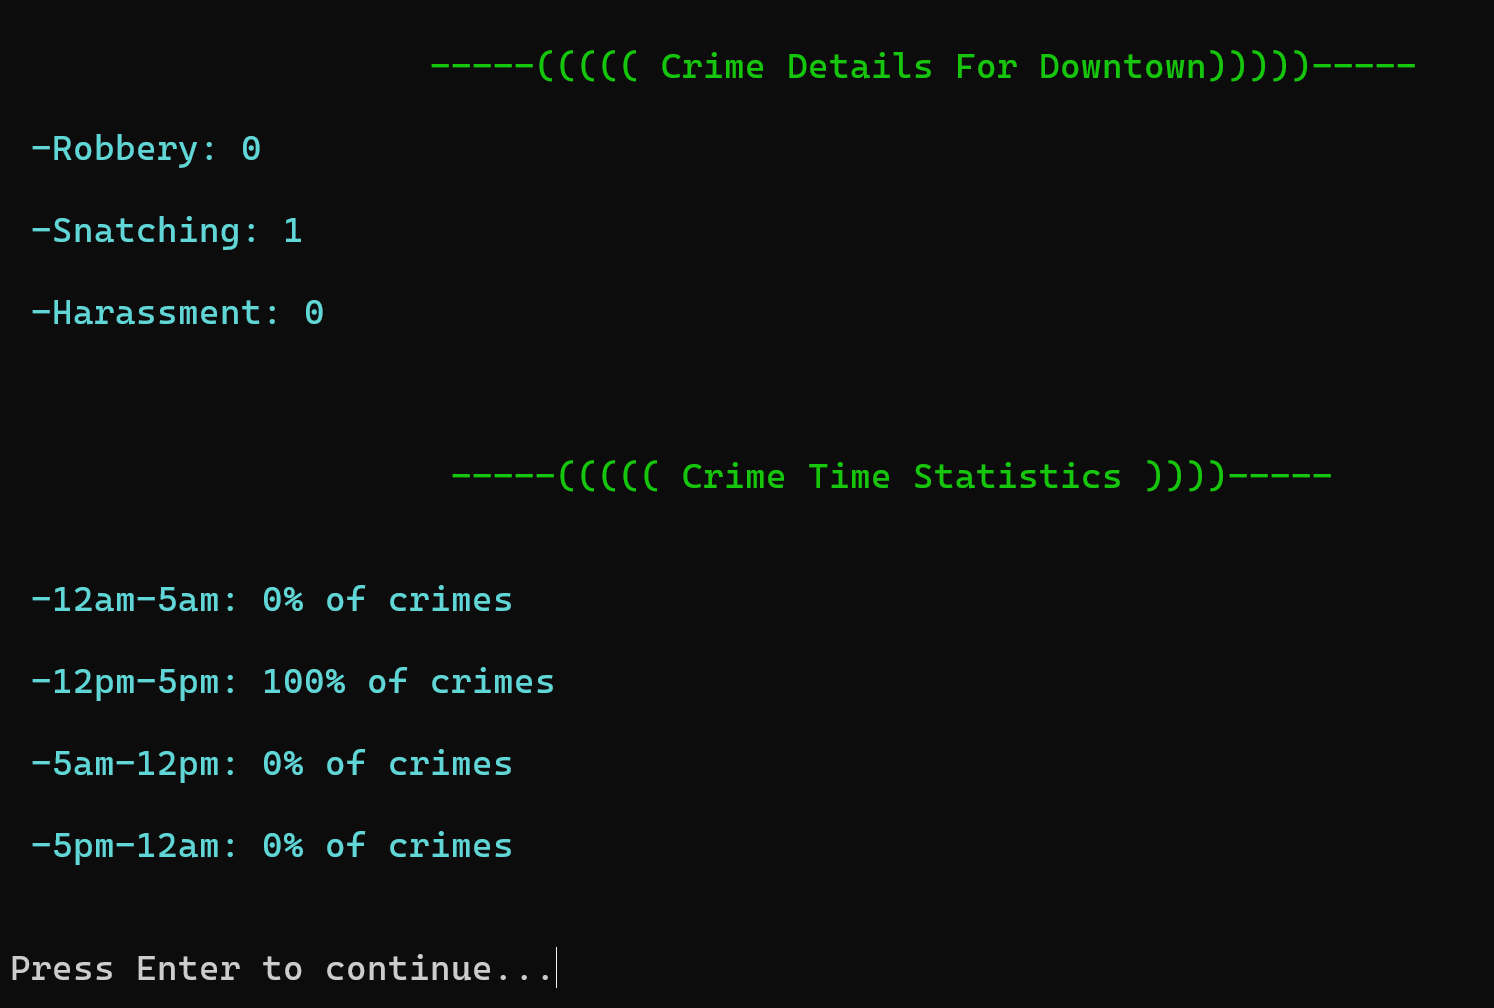 -----((((( Crime Details For Downtown)))))-----
-Robbery: 0
-Snatching: 1
-Harassment: 0
-----((((( Crime Time Statistics ))))-----
-12am-5am: 0% of crimes
-12pm-5pm: 100% of crimes
-5am-12pm: 0% of crimes
-5pm-12am: 0% of crimes
Press Enter to continue...